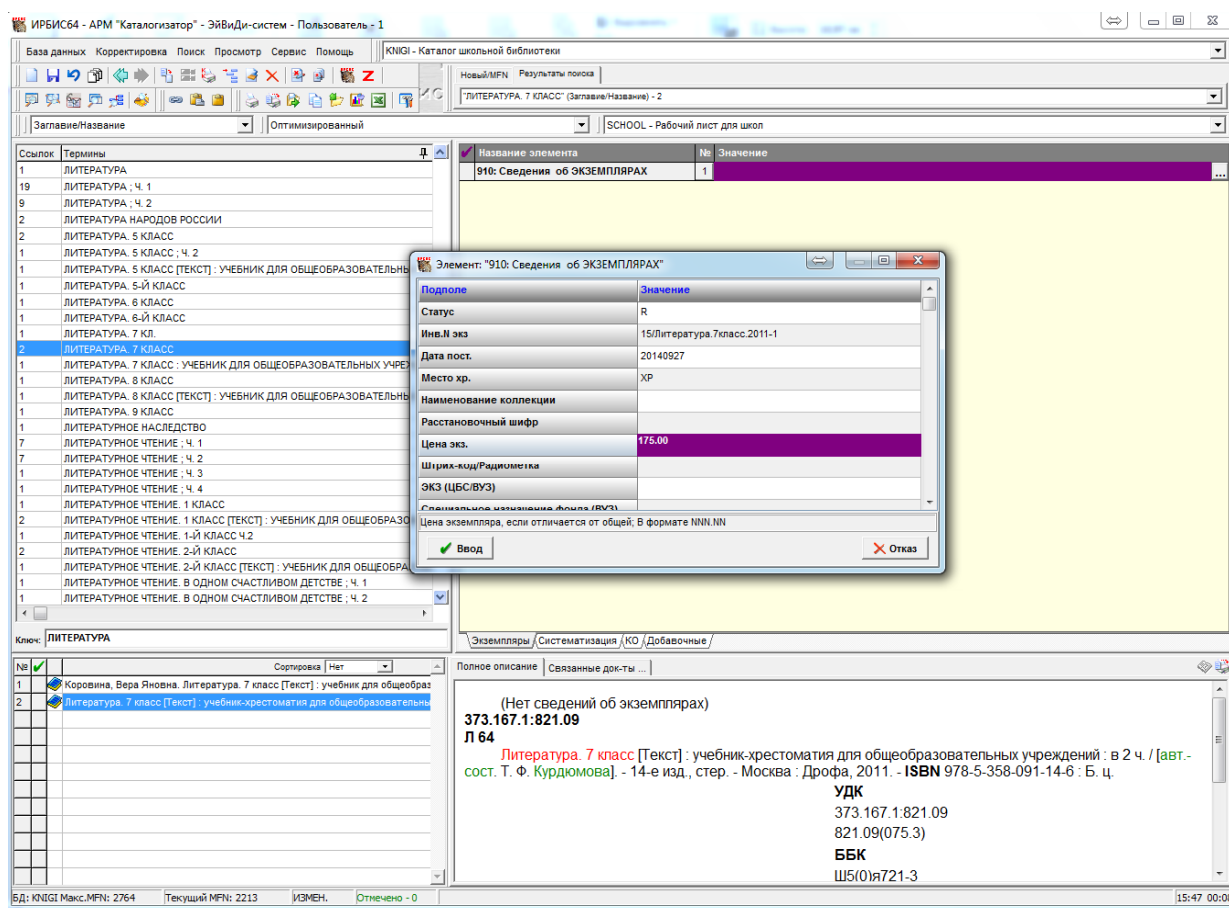 ИРБИС64 - АРМ "Каталогизатор" - ЭйВиДи-систем - Пользователь - 1
База данных Корректировка Поиск Просмотр Сервис Помощь
KNIGI - Каталог школьной библиотеки
Новый/MFN Результаты поиска
"ЛИТЕРАТУРА. 7 КЛАСС" (Заглавие/Название) - 2
Заглавие/Название Оптимизированный SCHOOL - Рабочий лист для школ
Ссылок Термины
1 ЛИТЕРАТУРА
19 ЛИТЕРАТУРА ; Ч. 1
9 ЛИТЕРАТУРА ; Ч. 2
2 ЛИТЕРАТУРА НАРОДОВ РОССИИ
2 ЛИТЕРАТУРА. 5 КЛАСС
1 ЛИТЕРАТУРА. 5 КЛАСС ; Ч. 2
1 ЛИТЕРАТУРА. 5 КЛАСС [ТЕКСТ] : УЧЕБНИК ДЛЯ ОБЩЕОБРАЗОВАТЕЛЬНЫ
1 ЛИТЕРАТУРА. 5-Й КЛАСС
1 ЛИТЕРАТУРА. 6 КЛАСС
1 ЛИТЕРАТУРА. 6-Й КЛАСС
1 ЛИТЕРАТУРА. 7 КЛ.
2 ЛИТЕРАТУРА. 7 КЛАСС
1 ЛИТЕРАТУРА. 7 КЛАСС : УЧЕБНИК ДЛЯ ОБЩЕОБРАЗОВАТЕЛЬНЫХ УЧРЕЖ
1 ЛИТЕРАТУРА. 8 КЛАСС
1 ЛИТЕРАТУРА. 8 КЛАСС [ТЕКСТ] : УЧЕБНИК ДЛЯ ОБЩЕОБРАЗОВАТЕЛЬНЫ
1 ЛИТЕРАТУРА. 9 КЛАСС
1 ЛИТЕРАТУРНОЕ НАСЛЕДСТВО
7 ЛИТЕРАТУРНОЕ ЧТЕНИЕ ; Ч. 1
7 ЛИТЕРАТУРНОЕ ЧТЕНИЕ ; Ч. 2
1 ЛИТЕРАТУРНОЕ ЧТЕНИЕ ; Ч. 3
1 ЛИТЕРАТУРНОЕ ЧТЕНИЕ ; Ч. 4
1 ЛИТЕРАТУРНОЕ ЧТЕНИЕ. 1 КЛАСС
2 ЛИТЕРАТУРНОЕ ЧТЕНИЕ. 1 КЛАСС [ТЕКСТ] : УЧЕБНИК ДЛЯ ОБЩЕОБРАЗО
1 ЛИТЕРАТУРНОЕ ЧТЕНИЕ. 1-Й КЛАСС Ч.2
2 ЛИТЕРАТУРНОЕ ЧТЕНИЕ. 2-Й КЛАСС
1 ЛИТЕРАТУРНОЕ ЧТЕНИЕ. 2-Й КЛАСС [ТЕКСТ] : УЧЕБНИК ДЛЯ ОБЩЕОБРА
1 ЛИТЕРАТУРНОЕ ЧТЕНИЕ. В ОДНОМ СЧАСТЛИВОМ ДЕТСТВЕ ; Ч. 1
1 ЛИТЕРАТУРНОЕ ЧТЕНИЕ. В ОДНОМ СЧАСТЛИВОМ ДЕТСТВЕ ; Ч. 2
Ключ: ЛИТЕРАТУРА
Название элемента № Значение
910: Сведения об ЭКЗЕМПЛЯРАХ 1 ...
Элемент: "910: Сведения об ЭКЗЕМПЛЯРАХ"
Подполе Значение
Статус R
Инв.N экз 15/Литература.7класс.2011-1
Дата пост. 20140927
Место хр. ХР
Наименование коллекции
Расстановочный шифр
Цена экз. 175.00
Штрих-код/Радиометка
ЭКЗ (ЦБС/ВУЗ)
Специальное назначение фонда (ВУЗ)
Цена экземпляра, если отличается от общей; В формате NNN.NN
Ввод Отказ
Экземпляры Систематизация КО Добавочные
№ Сортировка Нет
1 Коровина, Вера Яновна. Литература. 7 класс [Текст] : учебник для общеобраз
2 Литература. 7 класс [Текст] : учебник-хрестоматия для общеобразовательны
Полное описание Связанные док-ты ...
(Нет сведений об экземплярах)
373.167.1:821.09
Л 64
Литература. 7 класс [Текст] : учебник-хрестоматия для общеобразовательных учреждений : в 2 ч. / [авт.-
сост. Т. Ф. Курдюмова]. - 14-е изд., стер. - Москва : Дрофа, 2011. - ISBN 978-5-358-091-14-6 : Б. ц.
УДК
373.167.1:821.09
821.09(075.3)
ББК
Ш5(0)я721-3
БД: KNIGI Макс.MFN: 2764 Текущий MFN: 2213 ИЗМЕН. Отмечено - 0 15:47